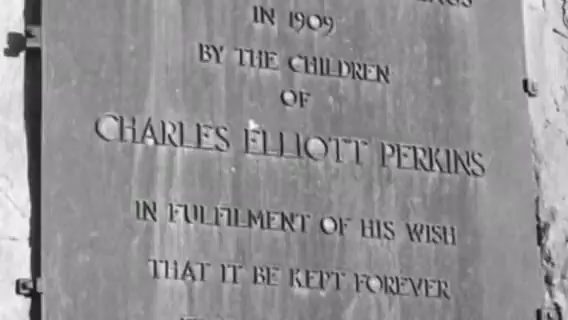 IN 1909
BY THE CHILDREN
OF
CHARLES ELLIOTT PERKINS
IN FULFILMENT OF HIS WISH
THAT IT BE KEPT FOREVER